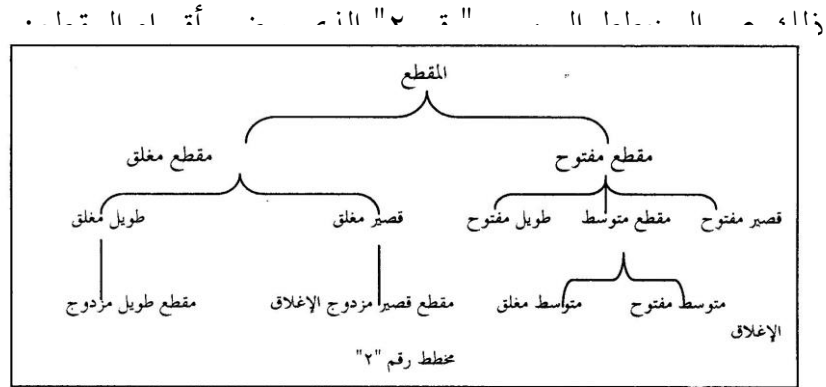 المقطع
مقطع مفتوح مقطع مغلق
قصير مفتوح مقطع متوسط طويل مفتوح قصير مغلق طويل مغلق
متوسط مفتوح متوسط مغلق مقطع قصير مزدوج الإغلاق مقطع طويل مزدوج
الإغلاق
مخطط رقم "٢"